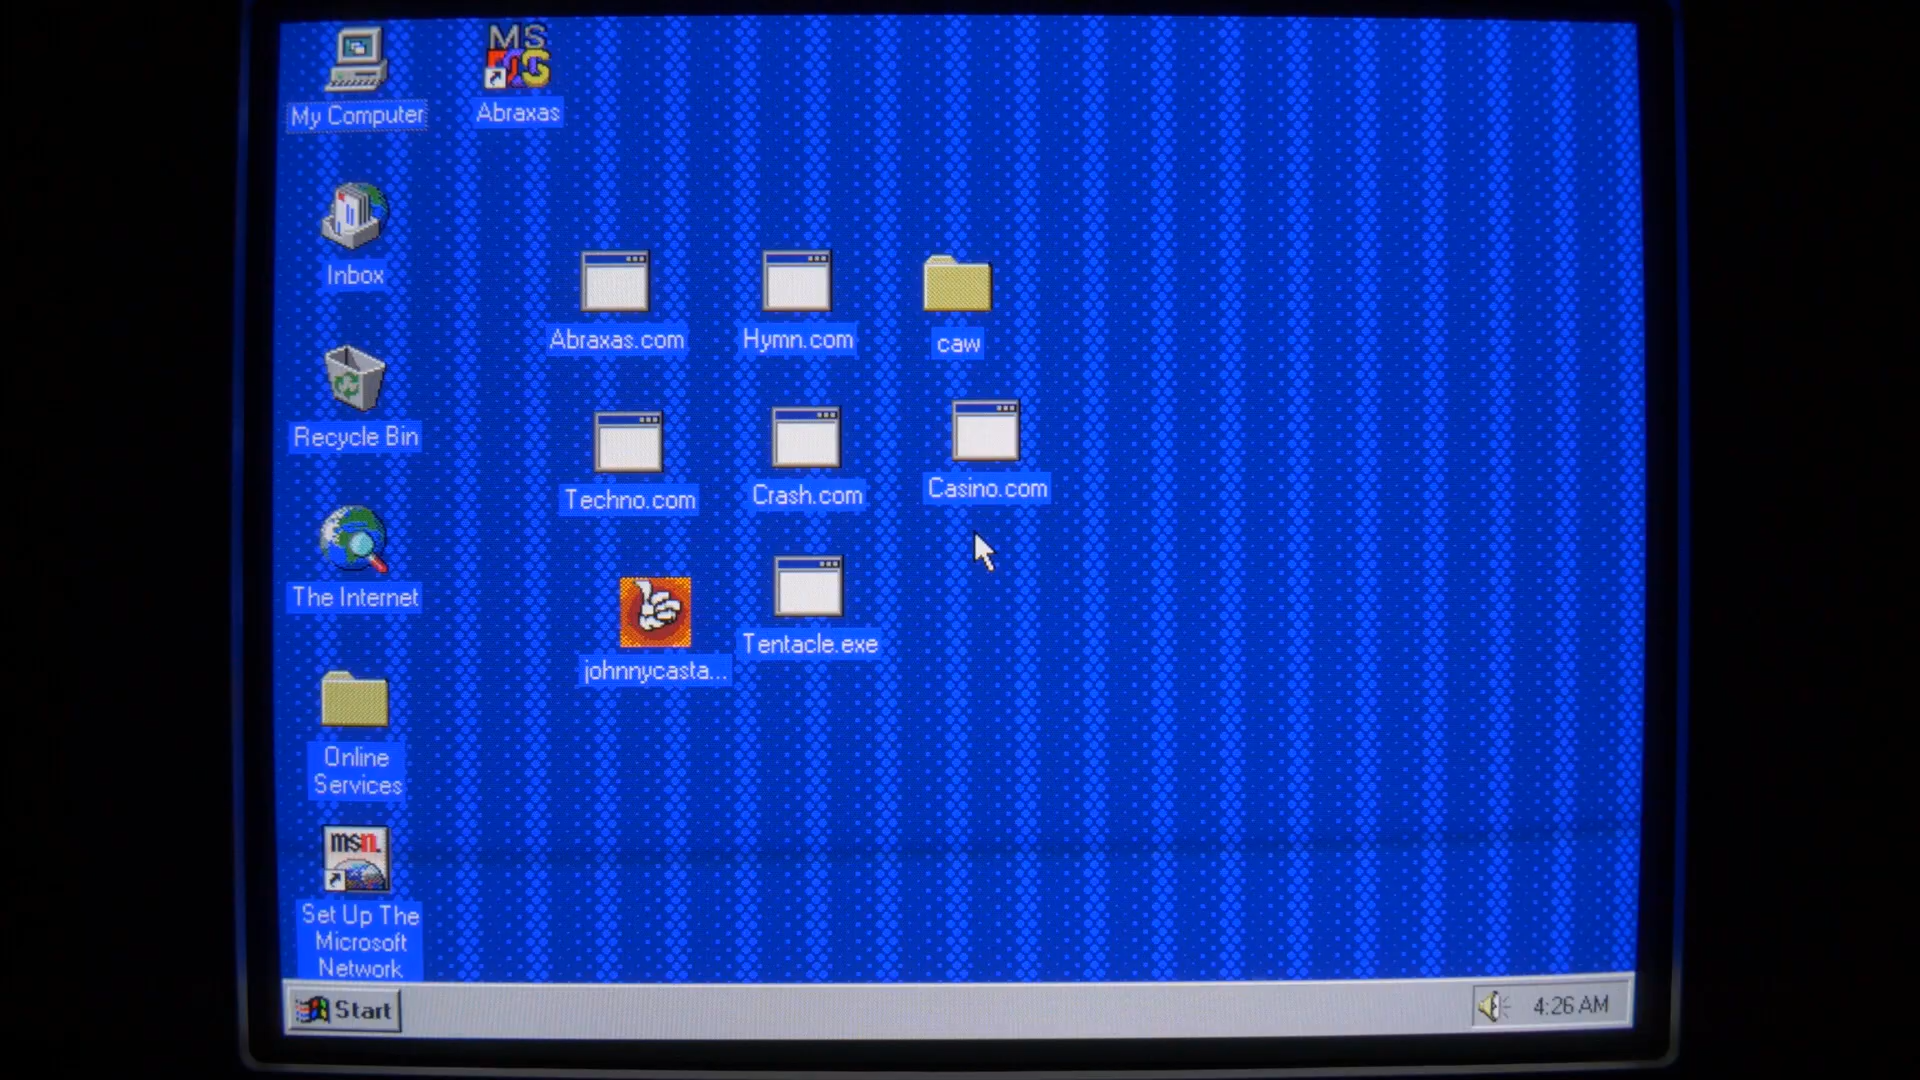 My Computer
MS
Abraxas
Inbox
Abraxas.com
Hymn.com
caw
Recycle Bin
Techno.com
Crash.com
Casino.com
The Internet
johnnycasta...
Tentacle.exe
Online
Services
msn.
Set Up The
Microsoft
Network
Start
4:26 AM